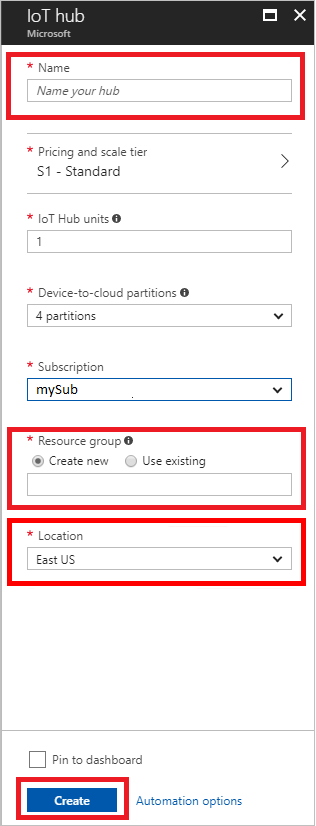 IoT hub
Microsoft
* Name
Name your hub
* Pricing and scale tier
S1 - Standard
* IoT Hub units
1
* Device-to-cloud partitions
4 partitions
* Subscription
mySub
* Resource group
Create new Use existing
* Location
East US
Pin to dashboard
Create Automation options